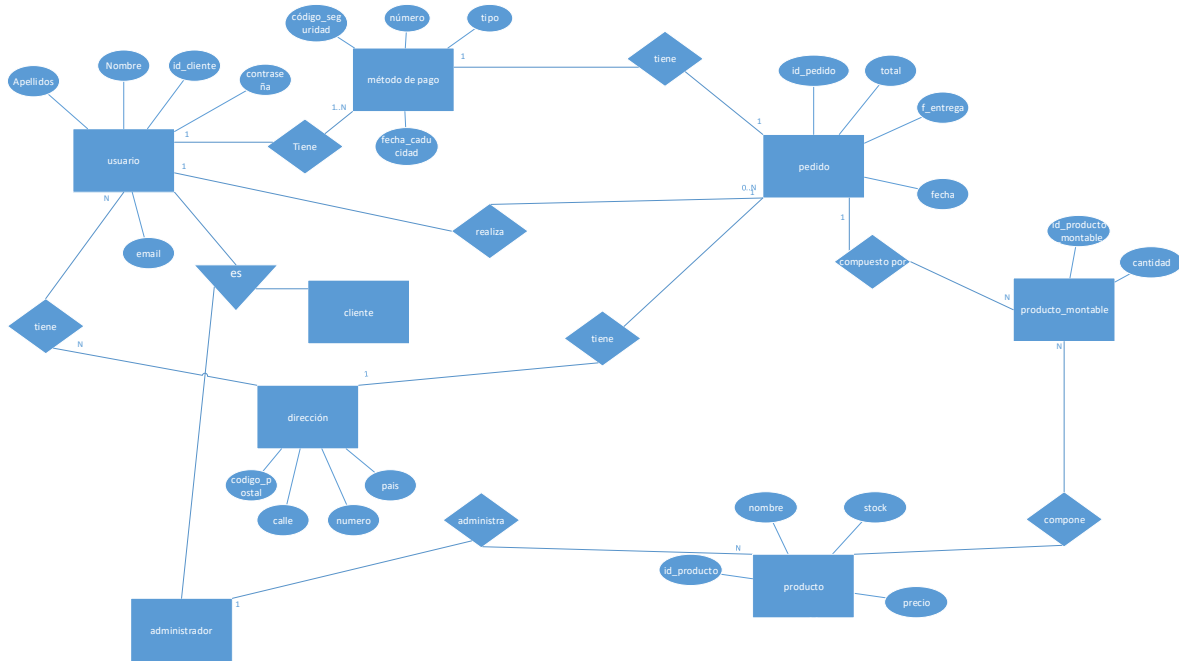 código_seg
uridad
número
tipo
Nombre
id_cliente
contrase
ña
Apellidos
método de pago
1
tiene
id_pedido
total
f_entrega
1..N
1
Tiene
fecha_cadu
cidad
1
usuario
1
pedido
N
0..N
1
fecha
email
realiza
1
id_producto
montable
cantidad
compuesto por
es
N
cliente
producto_montable
tiene
N
tiene
N
1
dirección
codigo_p
ostal
pais
calle
numero
administra
nombre
stock
compone
N
id_producto
producto
precio
1
administrador